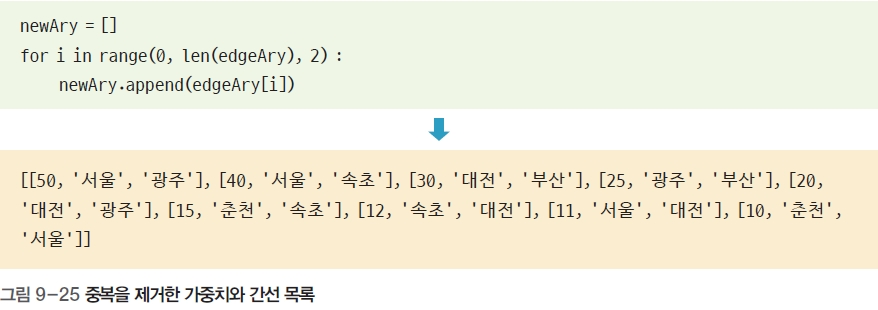 newAry = []
for i in range(0, len(edgeAry), 2) :
    newAry.append(edgeAry[i])
[[50, '서울', '광주'], [40, '서울', '속초'], [30, '대전', '부산'], [25, '광주', '부산'], [20,
'대전', '광주'], [15, '춘천', '속초'], [12, '속초', '대전'], [11, '서울', '대전'], [10, '춘천',
'서울']]
그림 9-25 중복을 제거한 가중치와 간선 목록